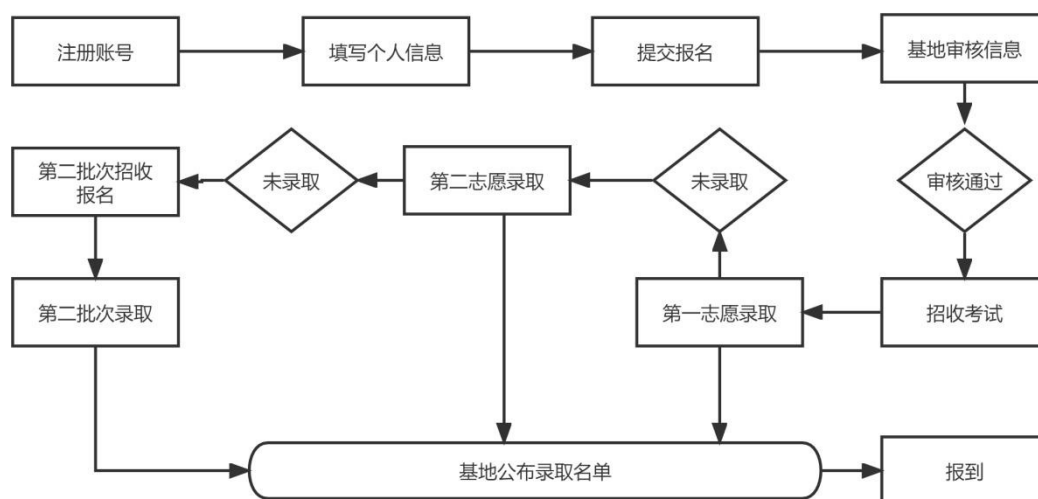 注册账号
填写个人信息
提交报名
基地审核信息
第二批次招收
报名
未录取
第二志愿录取
未录取
审核通过
第二批次录取
第一志愿录取
招收考试
基地公布录取名单
报到